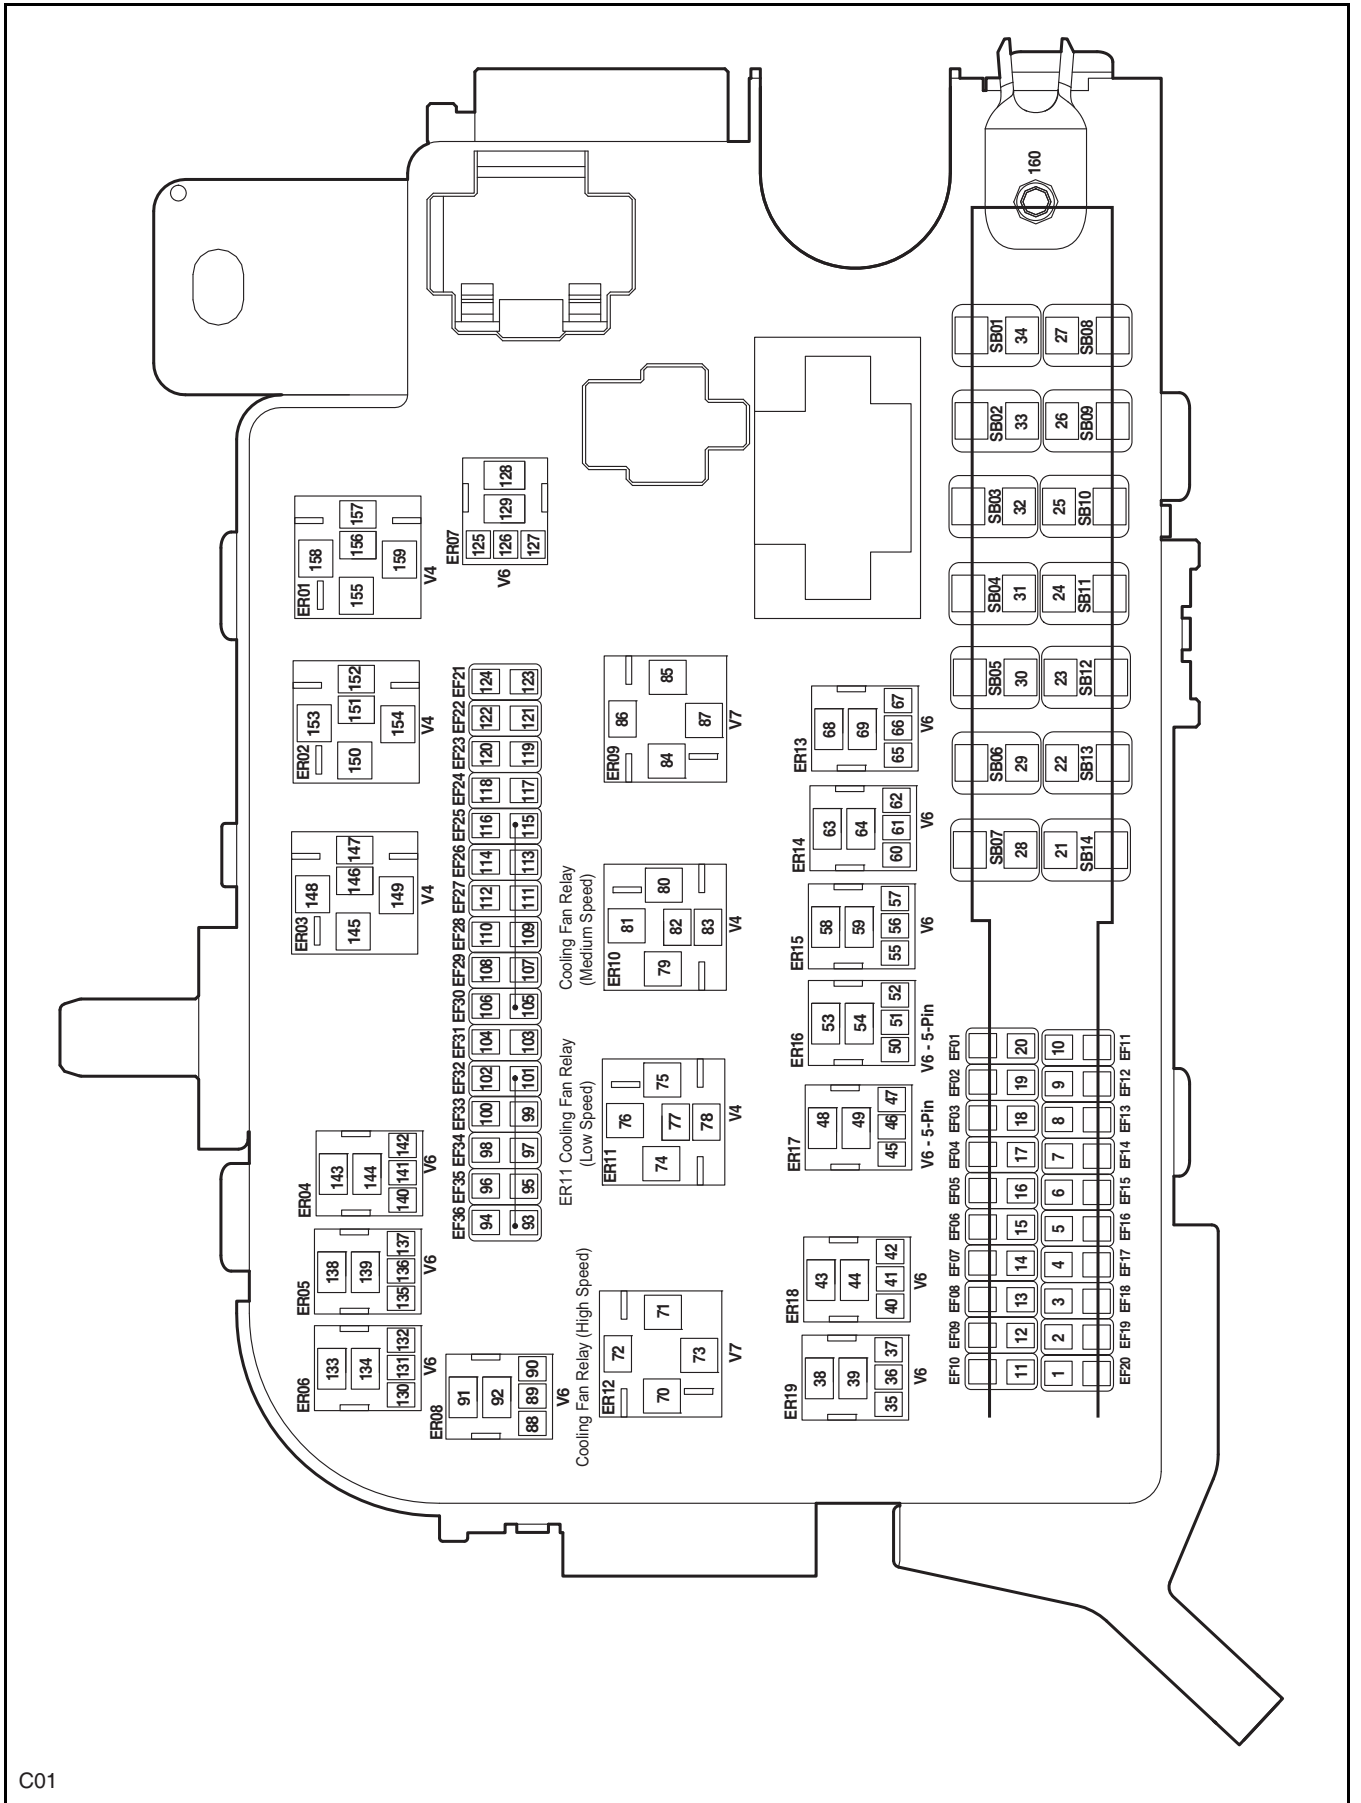 160
SB01
34
27
SB08
SB02
33
26
SB09
SB03
32
25
SB10
SB04
31
24
SB11
SB05
30
23
SB12
SB06
29
22
SB13
SB07
28
21
SB14
ER01
158
157
156
155
159
V4
ER02
153
152
151
150
154
V4
ER03
148
147
146
145
149
V4
ER07
128
129
125
126
127
V6
EF21
124
123
EF22
122
121
EF23
120
119
EF24
118
117
EF25
116
115
EF26
114
113
EF27
112
111
EF28
110
109
EF29
108
107
EF30
106
105
EF31
104
103
EF32
102
101
EF33
100
99
EF34
98
97
EF35
96
95
EF36
94
93
ER09
86
85
84
87
V7
Cooling Fan Relay
(Medium Speed)
ER10
81
80
82
83
79
V4
ER11 Cooling Fan Relay
(Low Speed)
ER11
76
75
77
78
74
V4
Cooling Fan Relay (High Speed)
ER12
72
71
70
73
V7
ER04
143
144
142
141
140
V6
ER05
138
139
137
136
135
V6
ER06
133
134
132
131
130
V6
ER08
91
92
90
89
88
V6
ER13
68
69
67
66
65
V6
ER14
63
64
62
61
60
V6
ER15
58
59
57
56
55
V6
ER16
53
54
52
51
50
V6 - 5-Pin
ER17
48
49
47
46
45
V6 - 5-Pin
ER18
43
44
42
41
40
V6
ER19
38
39
37
36
35
V6
EF01
20
10
EF11
EF02
19
9
EF12
EF03
18
8
EF13
EF04
17
7
EF14
EF05
16
6
EF15
EF06
15
5
EF16
EF07
14
4
EF17
EF08
13
3
EF18
EF09
12
2
EF19
EF10
11
1
EF20
C01